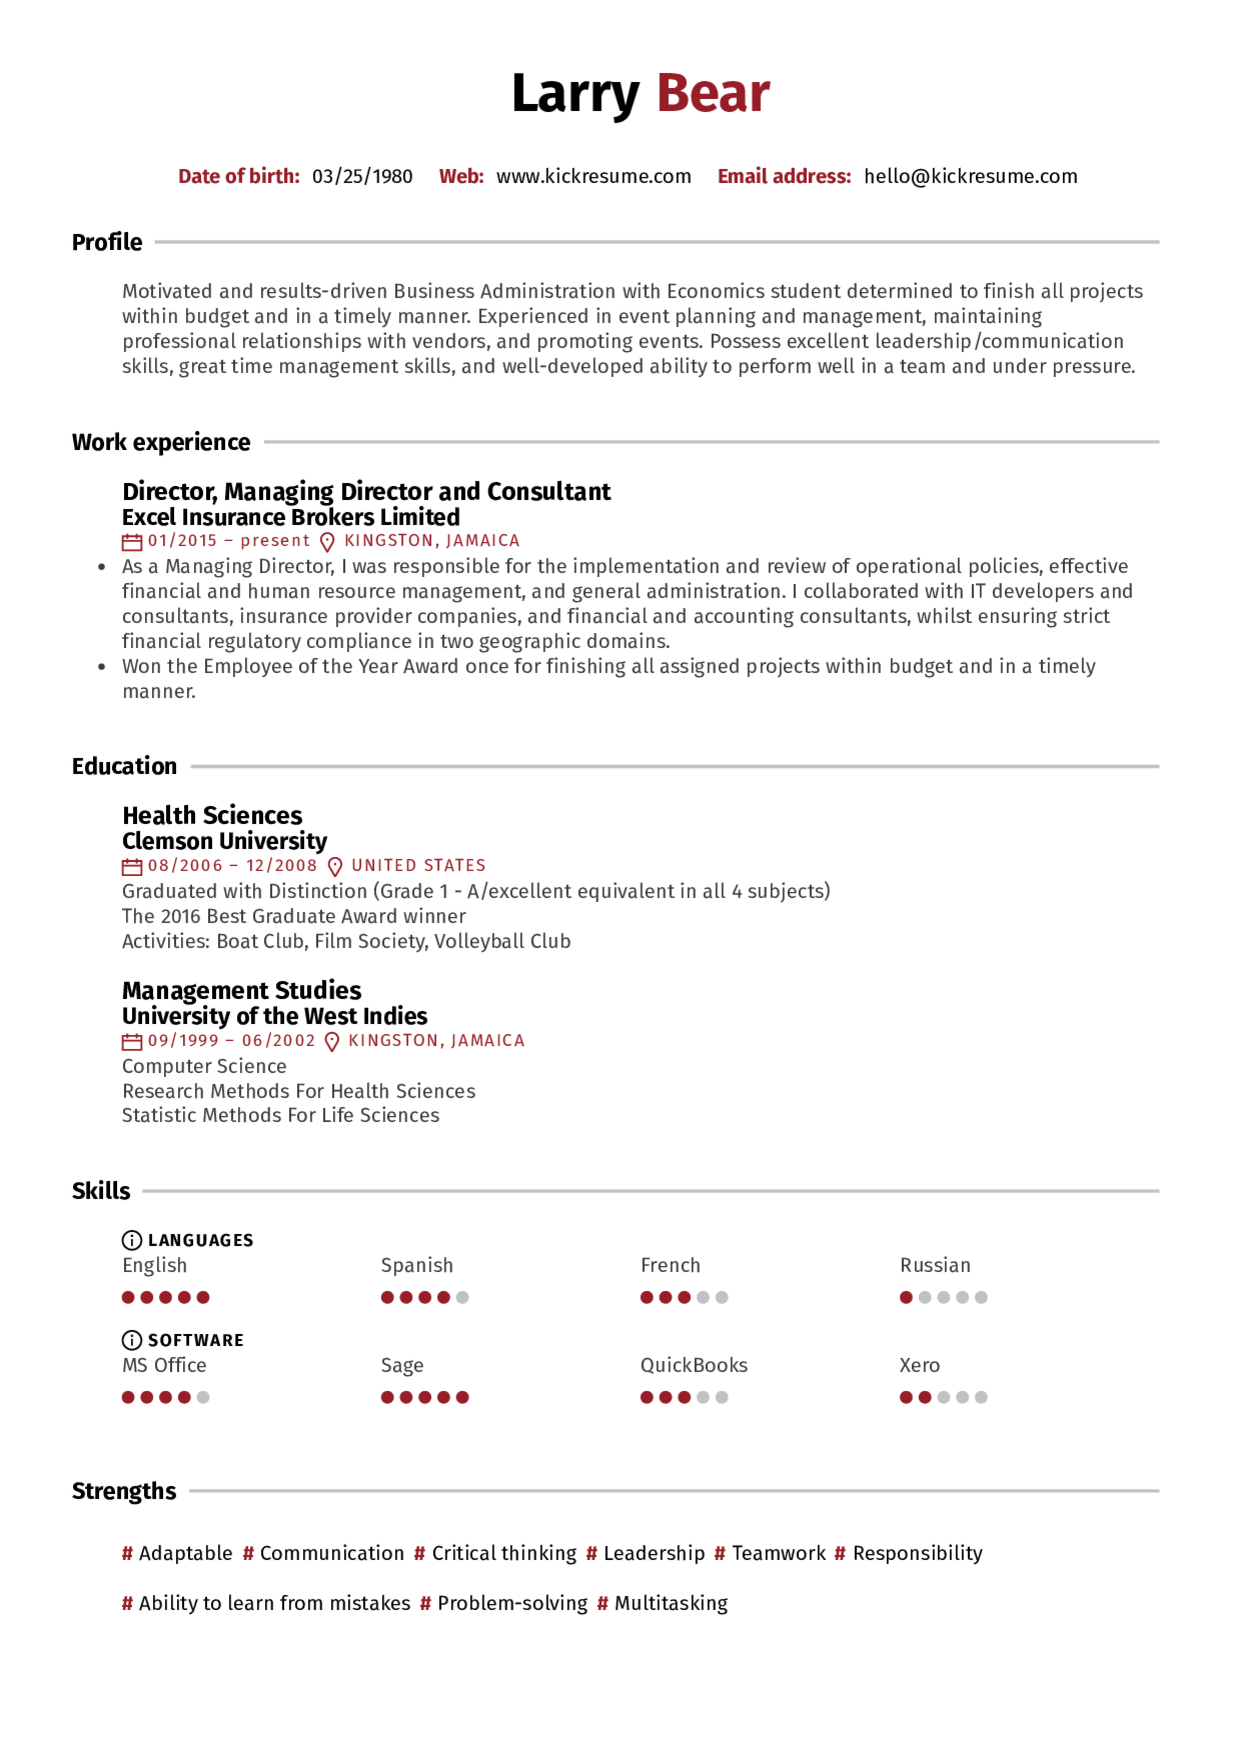 Larry Bear
Date of birth: 03/25/1980 Web: www.kickresume.com Email address: hello@kickresume.com
Profile
Motivated and results-driven Business Administration with Economics student determined to finish all projects
within budget and in a timely manner. Experienced in event planning and management, maintaining
professional relationships with vendors, and promoting events. Possess excellent leadership/communication
skills, great time management skills, and well-developed ability to perform well in a team and under pressure.
Work experience
Director, Managing Director and Consultant
Excel Insurance Brokers Limited
01/2015 – present KINGSTON, JAMAICA
• As a Managing Director, I was responsible for the implementation and review of operational policies, effective
financial and human resource management, and general administration. I collaborated with IT developers and
consultants, insurance provider companies, and financial and accounting consultants, whilst ensuring strict
financial regulatory compliance in two geographic domains.
• Won the Employee of the Year Award once for finishing all assigned projects within budget and in a timely
manner.
Education
Health Sciences
Clemson University
08/2006 – 12/2008 UNITED STATES
Graduated with Distinction (Grade 1 - A/excellent equivalent in all 4 subjects)
The 2016 Best Graduate Award winner
Activities: Boat Club, Film Society, Volleyball Club
Management Studies
University of the West Indies
09/1999 – 06/2002 KINGSTON, JAMAICA
Computer Science
Research Methods For Health Sciences
Statistic Methods For Life Sciences
Skills
LANGUAGES
English Spanish French Russian
SOFTWARE
MS Office Sage QuickBooks Xero
Strengths
# Adaptable # Communication # Critical thinking # Leadership # Teamwork # Responsibility
# Ability to learn from mistakes # Problem-solving # Multitasking